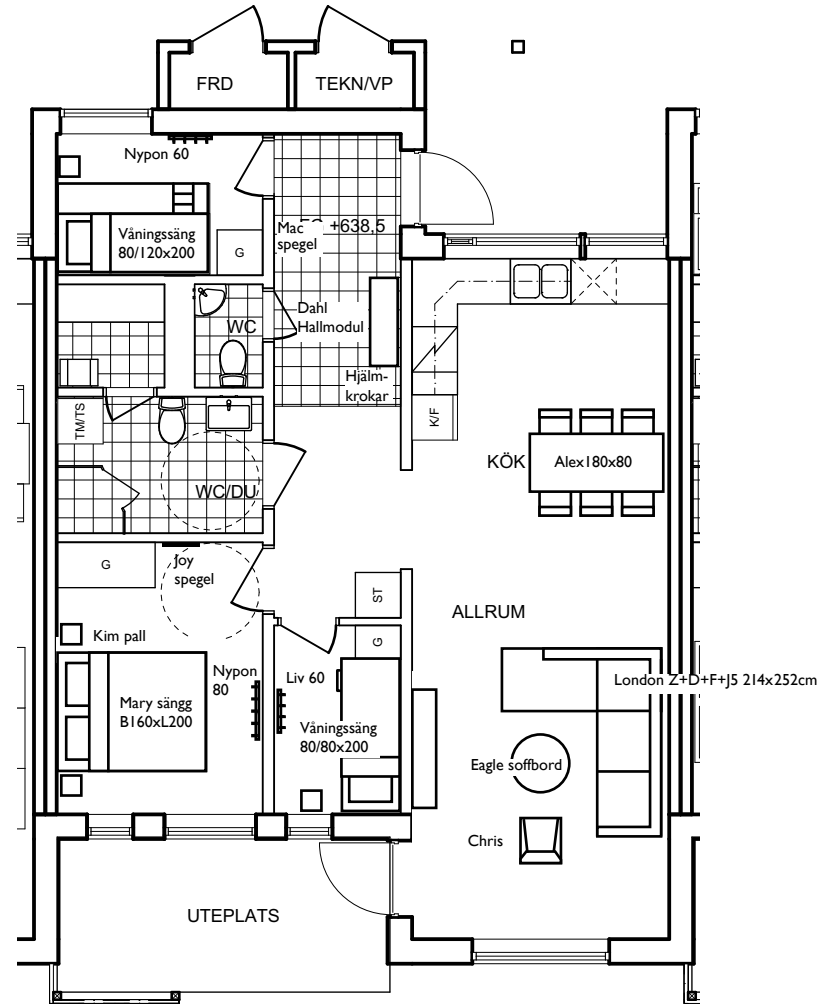 FRD
TEKN/VP
Nypon 60
Våningssäng
80/120x200
G
Mac
spegel
+638,5
WC
Dahl
Hallmodul
Hjälm-
krokar
K/F
TM/TS
WC/DU
KÖK
Alex180x80
G
Joy
spegel
ST
G
ALLRUM
Kim pall
Mary sängg
B160xL200
Nypon
80
Liv 60
Våningssäng
80/80x200
London Z+D+F+J5 214x252cm
Eagle soffbord
Chris
UTEPLATS